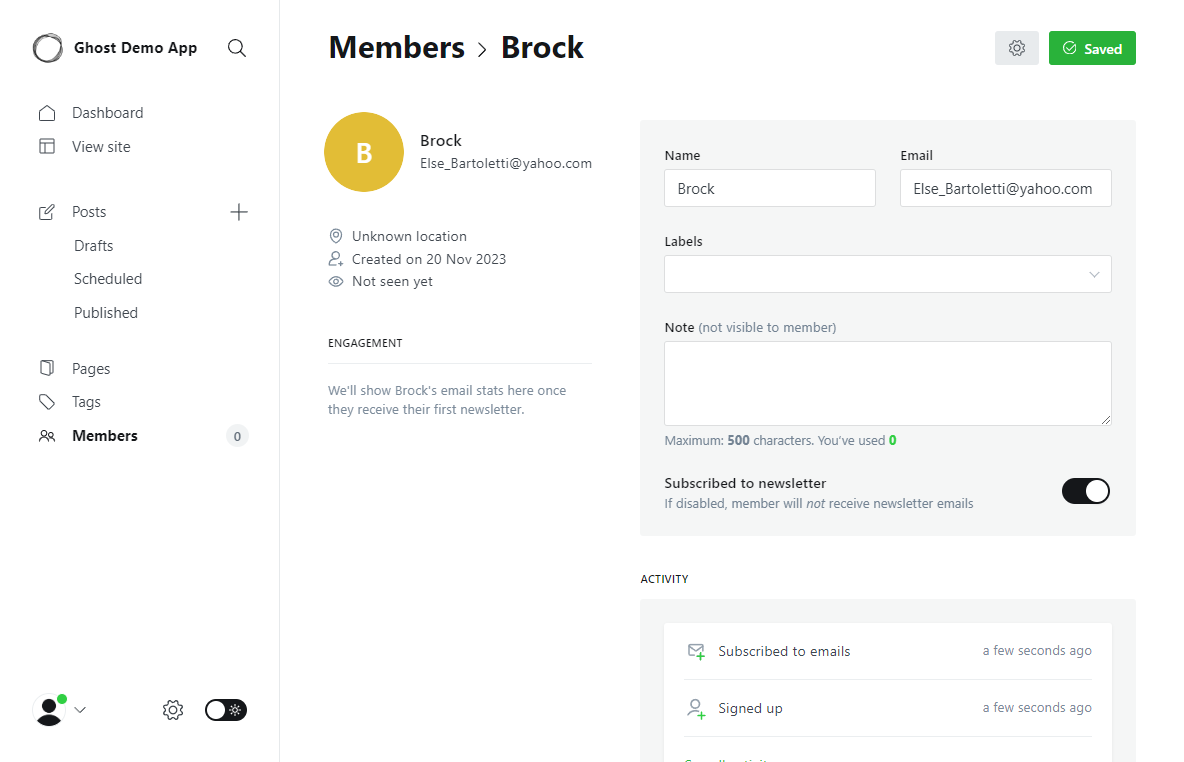 Ghost Demo App
Dashboard
View site
Posts
Drafts
Scheduled
Published
Pages
Tags
Members
0
Members > Brock
Saved
B
Brock
Else_Bartoletti@yahoo.com
Unknown location
Created on 20 Nov 2023
Not seen yet
ENGAGEMENT
We'll show Brock's email stats here once
they receive their first newsletter.
Name
Email
Brock
Else_Bartoletti@yahoo.com
Labels
Note (not visible to member)
Maximum: 500 characters. You've used 0
Subscribed to newsletter
If disabled, member will not receive newsletter emails
ACTIVITY
Subscribed to emails
a few seconds ago
Signed up
a few seconds ago